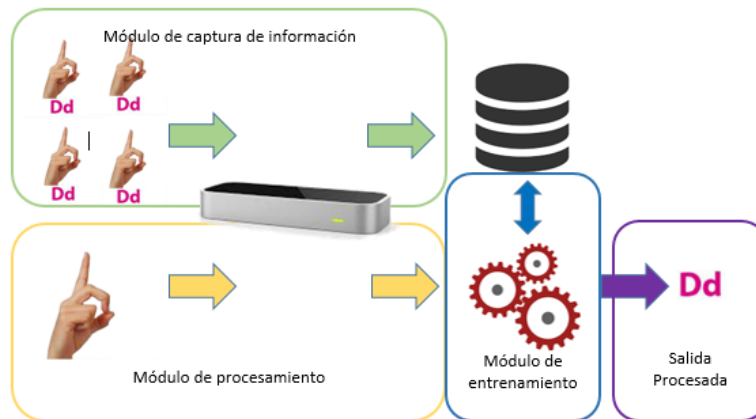 Módulo de captura de información
Dd
Dd
Dd
Dd
Dd
Módulo de procesamiento
Módulo de
entrenamiento
Salida
Procesada